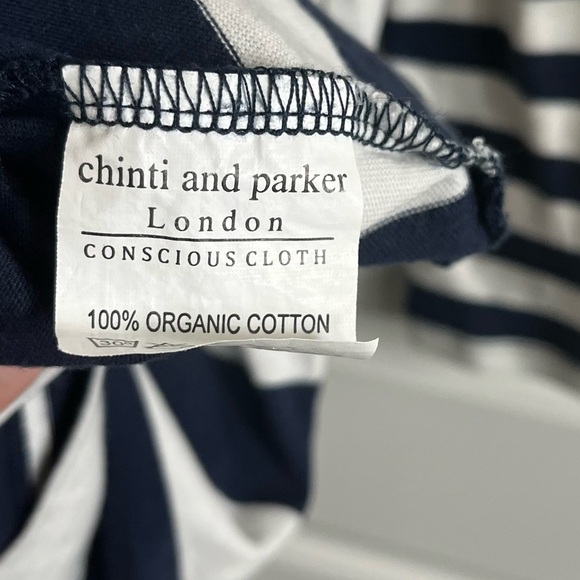 chinti and parker
London
CONSCIOUS CLOTH
100% ORGANIC COTTON